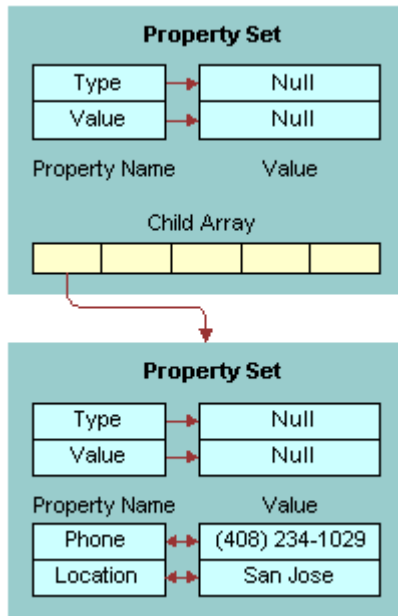 Property Set
Type Null
Value Null
Property Name Value
Child Array
Property Set
Type Null
Value Null
Property Name Value
Phone (408) 234-1029
Location San Jose